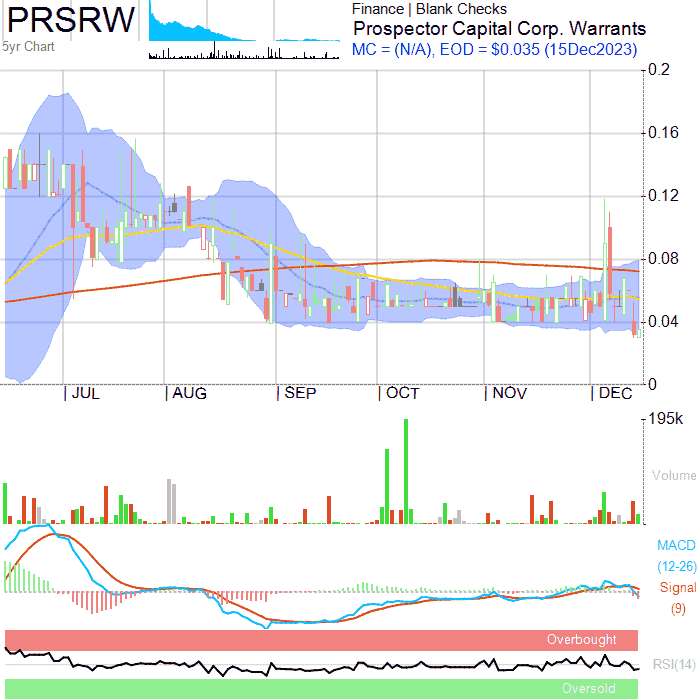 PRSRW
5yr Chart
Finance | Blank Checks
Prospector Capital Corp. Warrants
MC = (N/A), EOD = $0.035 (15Dec2023)
0.2
0.16
0.12
0.08
0.04
0
JUL AUG SEP OCT NOV DEC
195k
Volume
MACD
(12-26)
Signal
(9)
Overbought
RSI(14)
Oversold